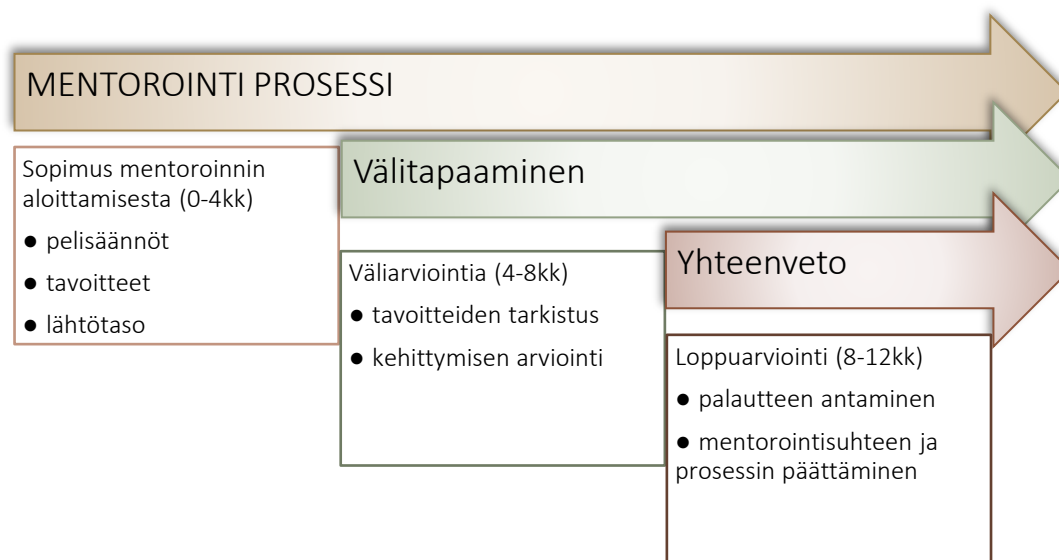 MENTOROINTI PROSESSI
Sopimus mentoroinnin
aloittamisesta (0-4kk)
● pelisäännöt
● tavoitteet
● lähtötaso
Välitapaaminen
Väliarviointia (4-8kk)
● tavoitteiden tarkistus
● kehittymisen arviointi
Yhteenveto
Loppuarviointi (8-12kk)
● palautteen antaminen
● mentorointisuhteen ja
prosessin päättäminen